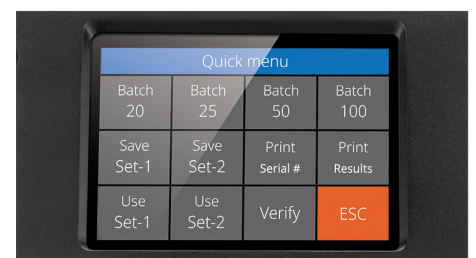 Quick menu
Batch Batch Batch Batch
20 25 50 100
Save Save Print Print
Set-1 Set-2 Serial # Results
Use Use Verify ESC
Set-1 Set-2